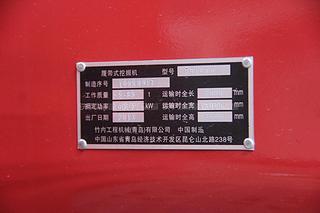 履带式挖掘机 型号
制造序号
工作质量 t 运输时全长 mm
额定功率 kW 运输时全宽 mm
出厂日期 运输时全高
竹内工程机械(青岛)有限公司 中国制造
中国山东省青岛经济技术开发区昆仑山北路238号